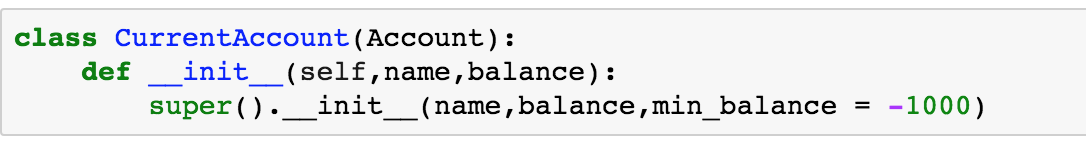 class CurrentAccount(Account):
    def __init__(self,name,balance):
        super().__init__(name,balance,min_balance = -1000)